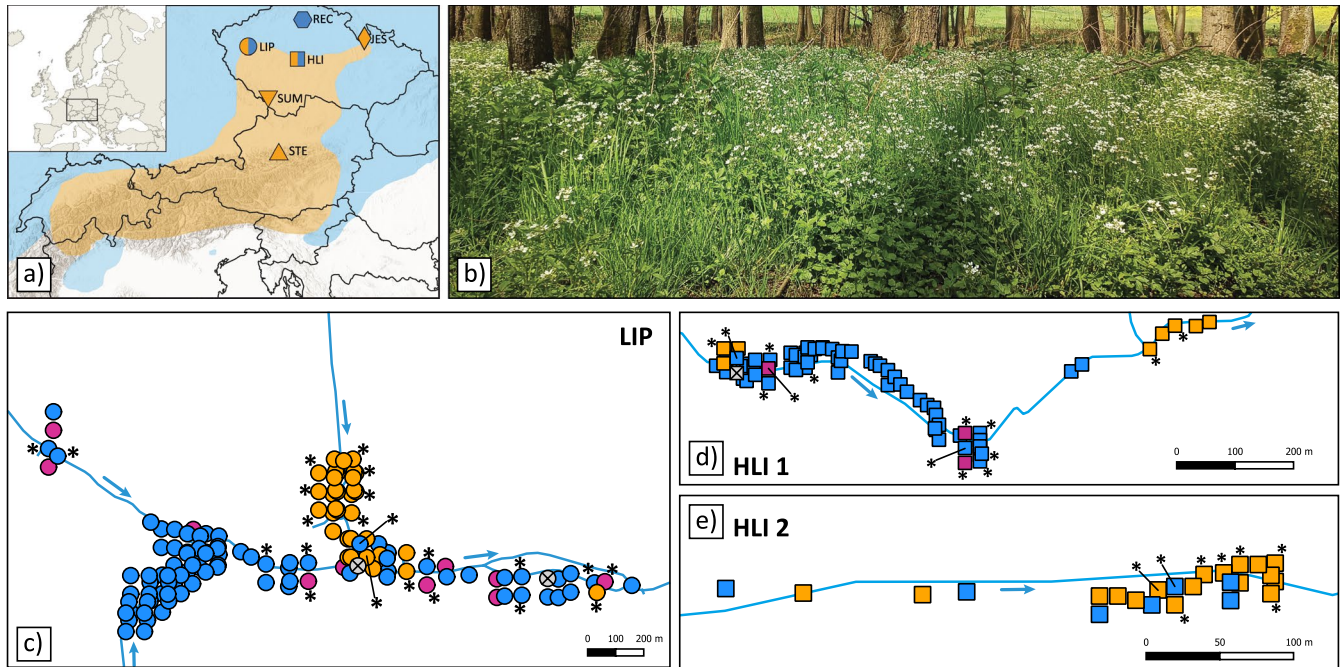 REC
LIP
JES
HLI
SUM
STE
a)
b)
LIP
c)
0 100 200 m
d)
HLI 1
0 100 200 m
e)
HLI 2
0 50 100 m